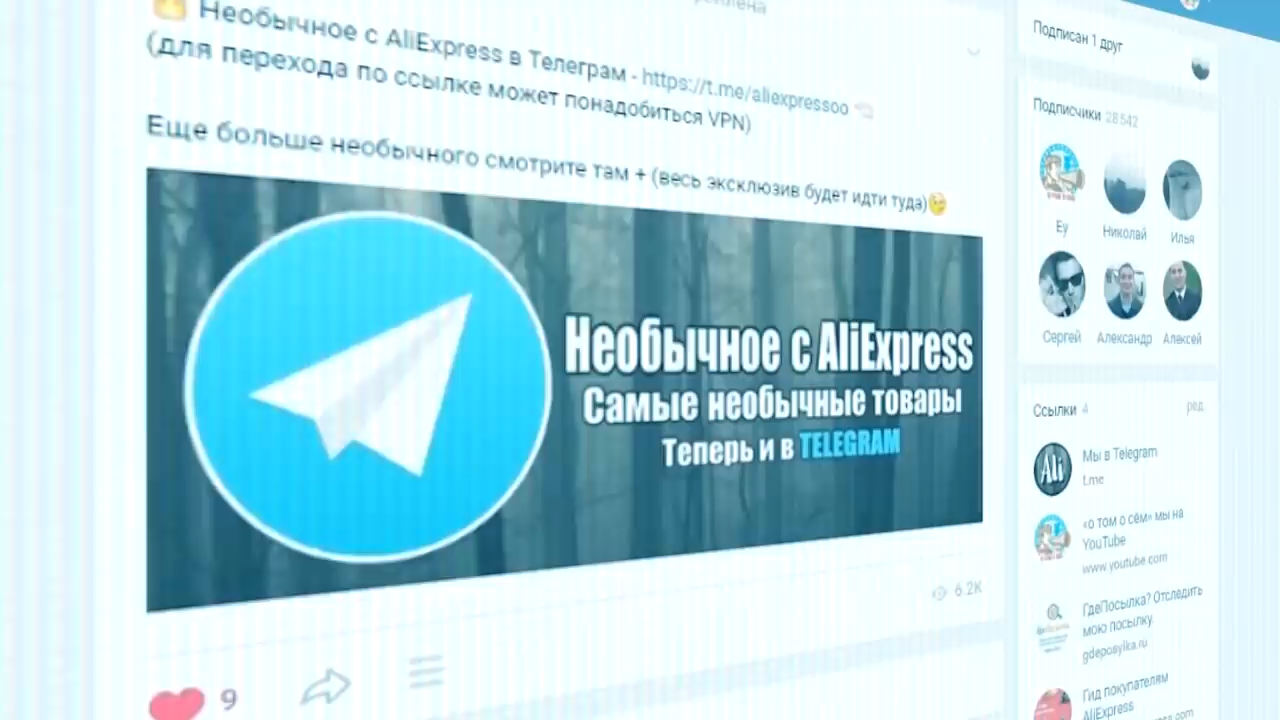 Необычное с AliExpress в Телеграм - https://t.me/aliexpressoo
(для перехода по ссылке может понадобиться VPN)
Еще больше необычного смотрите там + (весь эксклюзив будет идти туда)
Необычное с AliExpress
Самые необычные товары
Теперь и в TELEGRAM
6.2K
9
Подписан 1 друг
Подписчики 28 542
Еу
Николай
Илья
Сергей
Александр
Алексей
Ссылки 4
ред.
Ali
Мы в Telegram
t.me
«о том о сём» мы на
YouTube
www.youtube.com
ГдеПосылка? Отследить
мою посылку.
gdeposylka.ru
Гид покупателям
AliExpress